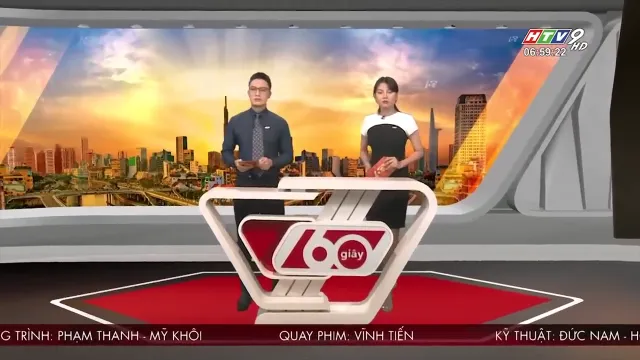 HTV9
HD
06:59:22
60
giây
G TRÌNH: PHẠM THANH - MỸ KHÔI QUAY PHIM: VĨNH TIẾN KỸ THUẬT: ĐỨC NAM - H